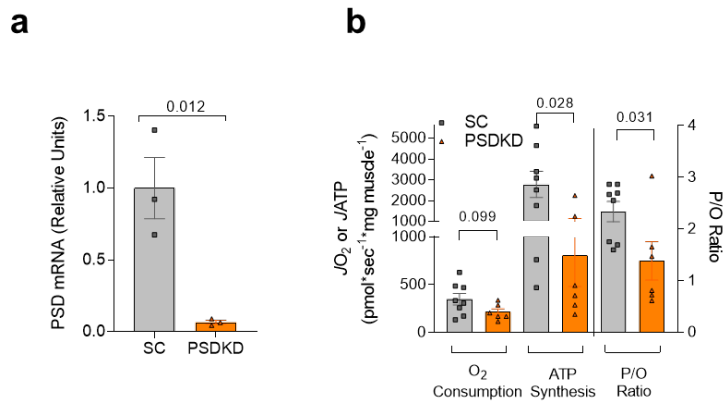 a
b
PSD mRNA (Relative Units)
1.5
1.0
0.5
0.0
0.012
SC
PSDKD
JO₂ or JATP
(pmol*sec⁻¹*mg muscle⁻¹)
5000
4000
3000
2000
1000
1000
500
0
SC
PSDKD
0.099
0.028
0.031
4
3
2
1
0
P/O Ratio
O₂
Consumption
ATP
Synthesis
P/O
Ratio